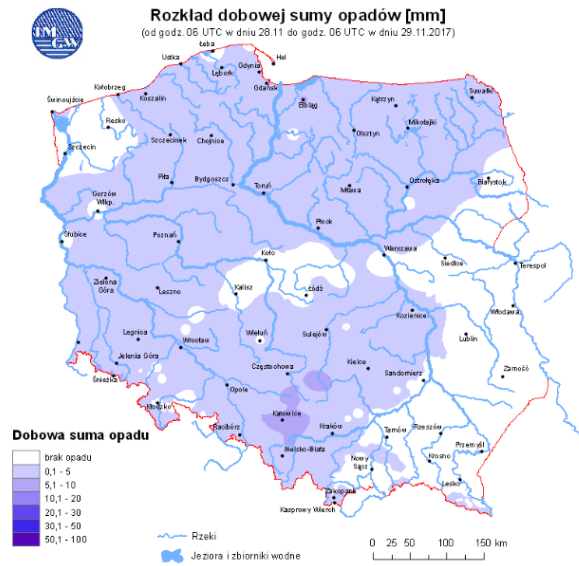 IM
G-W
Rozkład dobowej sumy opadów [mm]
(od godz. 06 UTC w dniu 28.11 do godz. 06 UTC w dniu 29.11.2017)
Łeba
Ustka
Hel
Lębork
Gdynia
Gdańsk
Kołobrzeg
Koszalin
Elbląg
Kętrzyn
Suwałki
Świnoujście
Resko
Szczecinek
Chojnice
Olsztyn
Mikołajki
Szczecin
Piła
Bydgoszcz
Toruń
Mława
Ostrołęka
Białystok
Gorzów
Wlkp.
Płock
Słubice
Poznań
Koło
Warszawa
Siedlce
Terespol
Zielona
Góra
Leszno
Kalisz
Łódź
Kozienice
Włodawa
Legnica
Wrocław
Wieluń
Sulejów
Lublin
Jelenia Góra
Częstochowa
Kielce
Sandomierz
Zamość
Śnieżka
Opole
Kłodzko
Katowice
Racibórz
Kraków
Tarnów
Rzeszów
Przemyśl
Bielsko-Biała
Nowy
Sącz
Krosno
Lesko
Zakopane
Kasprowy Wierch
Dobowa suma opadu
brak opadu
0,1 - 5
5,1 - 10
10,1 - 20
20,1 - 30
30,1 - 50
50,1 - 100
Rzeki
Jeziora i zbiorniki wodne
0 25 50 100 150 km